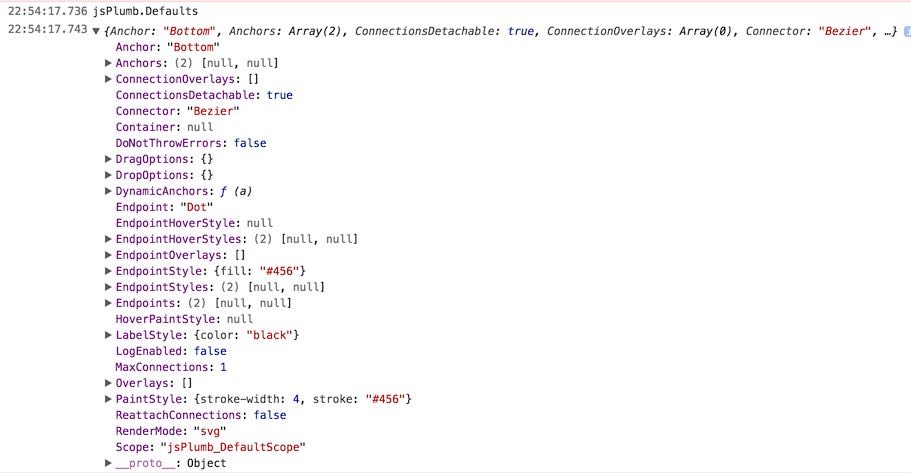 22:54:17.736 jsPlumb.Defaults
22:54:17.743 ▼{Anchor: "Bottom", Anchors: Array(2), ConnectionsDetachable: true, ConnectionOverlays: Array(0), Connector: "Bezier", …}
Anchor: "Bottom"
▶Anchors: (2) [null, null]
▶ConnectionOverlays: []
ConnectionsDetachable: true
Connector: "Bezier"
Container: null
DoNotThrowErrors: false
▶DragOptions: {}
▶DropOptions: {}
▶DynamicAnchors: ƒ (a)
Endpoint: "Dot"
EndpointHoverStyle: null
▶EndpointHoverStyles: (2) [null, null]
▶EndpointOverlays: []
▶EndpointStyle: {fill: "#456"}
▶EndpointStyles: (2) [null, null]
▶Endpoints: (2) [null, null]
HoverPaintStyle: null
▶LabelStyle: {color: "black"}
LogEnabled: false
MaxConnections: 1
▶Overlays: []
▶PaintStyle: {stroke-width: 4, stroke: "#456"}
ReattachConnections: false
RenderMode: "svg"
Scope: "jsPlumb_DefaultScope"
▶__proto__: Object